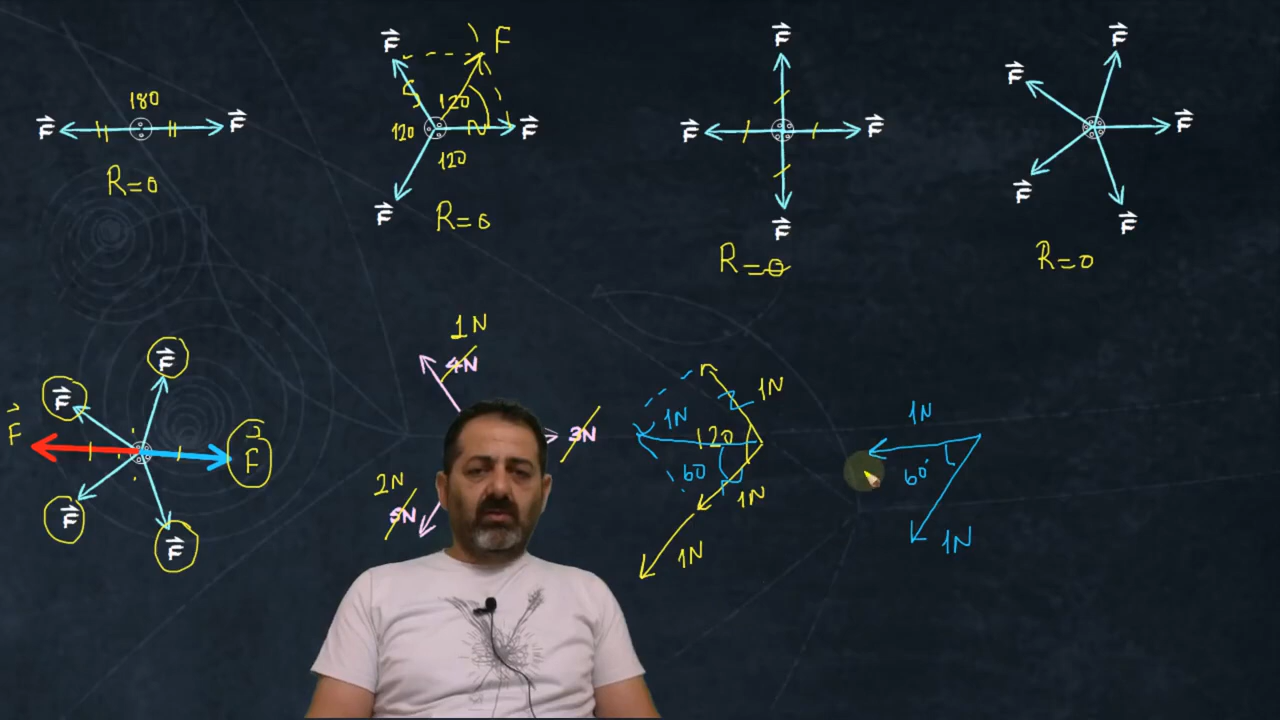 180
F⃗ F⃗
R=0
F⃗ F
120
120 F⃗
120
F⃗
R=0
F⃗
F⃗ F⃗
F⃗
R=0
F⃗
F⃗
F⃗
F⃗
F⃗
R=0
F⃗
F⃗
F⃗ F⃗
F⃗
F⃗
1N
4N
3N
2N
5N
1N
1N
120
60
1N
1N
1N
60°
1N